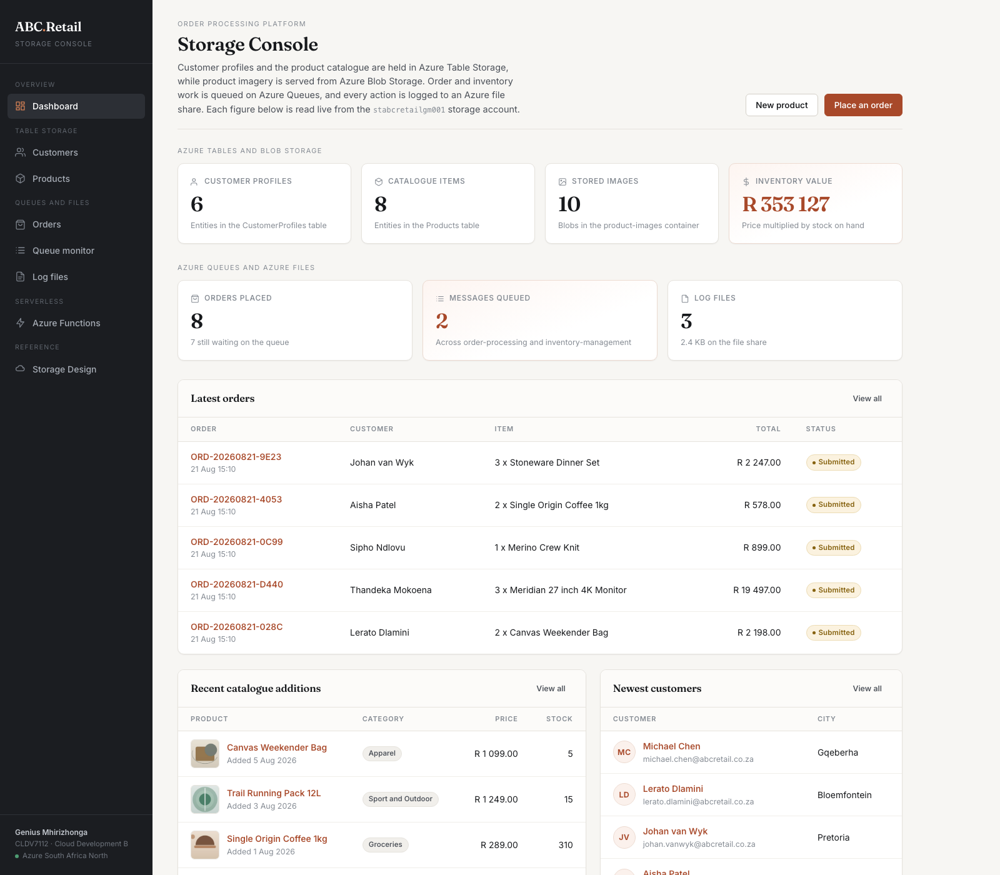 ABC.Retail
STORAGE CONSOLE
OVERVIEW
Dashboard
TABLE STORAGE
Customers
Products
QUEUES AND FILES
Orders
Queue monitor
Log files
SERVERLESS
Azure Functions
REFERENCE
Storage Design
Genius Mhirizhonga
CLDV7112 · Cloud Development B
Azure South Africa North
ORDER PROCESSING PLATFORM
Storage Console
Customer profiles and the product catalogue are held in Azure Table Storage,
while product imagery is served from Azure Blob Storage. Order and inventory
work is queued on Azure Queues, and every action is logged to an Azure file
share. Each figure below is read live from the stabcretailgm001 storage account.
New product
Place an order
AZURE TABLES AND BLOB STORAGE
CUSTOMER PROFILES
6
Entities in the CustomerProfiles table
CATALOGUE ITEMS
8
Entities in the Products table
STORED IMAGES
10
Blobs in the product-images container
INVENTORY VALUE
R 353 127
Price multiplied by stock on hand
AZURE QUEUES AND AZURE FILES
ORDERS PLACED
8
7 still waiting on the queue
MESSAGES QUEUED
2
Across order-processing and inventory-management
LOG FILES
3
2.4 KB on the file share
Latest orders
View all
ORDER CUSTOMER ITEM TOTAL STATUS
ORD-20260821-9E23
21 Aug 15:10
Johan van Wyk
3 x Stoneware Dinner Set
R 2 247.00
Submitted
ORD-20260821-4053
21 Aug 15:10
Aisha Patel
2 x Single Origin Coffee 1kg
R 578.00
Submitted
ORD-20260821-0C99
21 Aug 15:10
Sipho Ndlovu
1 x Merino Crew Knit
R 899.00
Submitted
ORD-20260821-D440
21 Aug 15:10
Thandeka Mokoena
3 x Meridian 27 inch 4K Monitor
R 19 497.00
Submitted
ORD-20260821-028C
21 Aug 15:10
Lerato Dlamini
2 x Canvas Weekender Bag
R 2 198.00
Submitted
Recent catalogue additions
View all
PRODUCT CATEGORY PRICE STOCK
Canvas Weekender Bag
Added 5 Aug 2026
Apparel
R 1 099.00
5
Trail Running Pack 12L
Added 3 Aug 2026
Sport and Outdoor
R 1 249.00
15
Single Origin Coffee 1kg
Added 1 Aug 2026
Groceries
R 289.00
310
Newest customers
View all
CUSTOMER CITY
MC
Michael Chen
michael.chen@abcretail.co.za
Gqeberha
LD
Lerato Dlamini
lerato.dlamini@abcretail.co.za
Bloemfontein
JV
Johan van Wyk
johan.vanwyk@abcretail.co.za
Pretoria
Aisha Patel